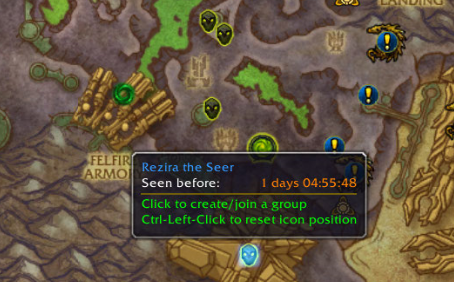 LANDING
FELFIR
ARMOR
Rezira the Seer
Seen before: 1 days 04:55:48
Click to create/join a group
Ctrl-Left-Click to reset icon position